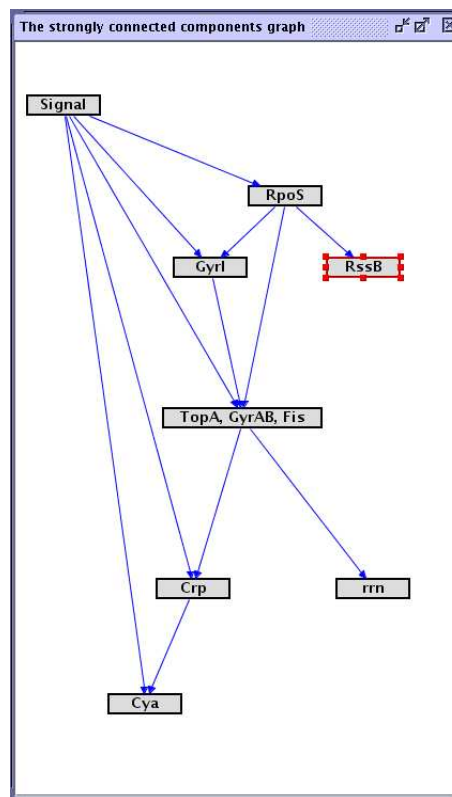 The strongly connected components graph
Signal
RpoS
GyrI
RssB
TopA, GyrAB, Fis
Crp
rrn
Cya